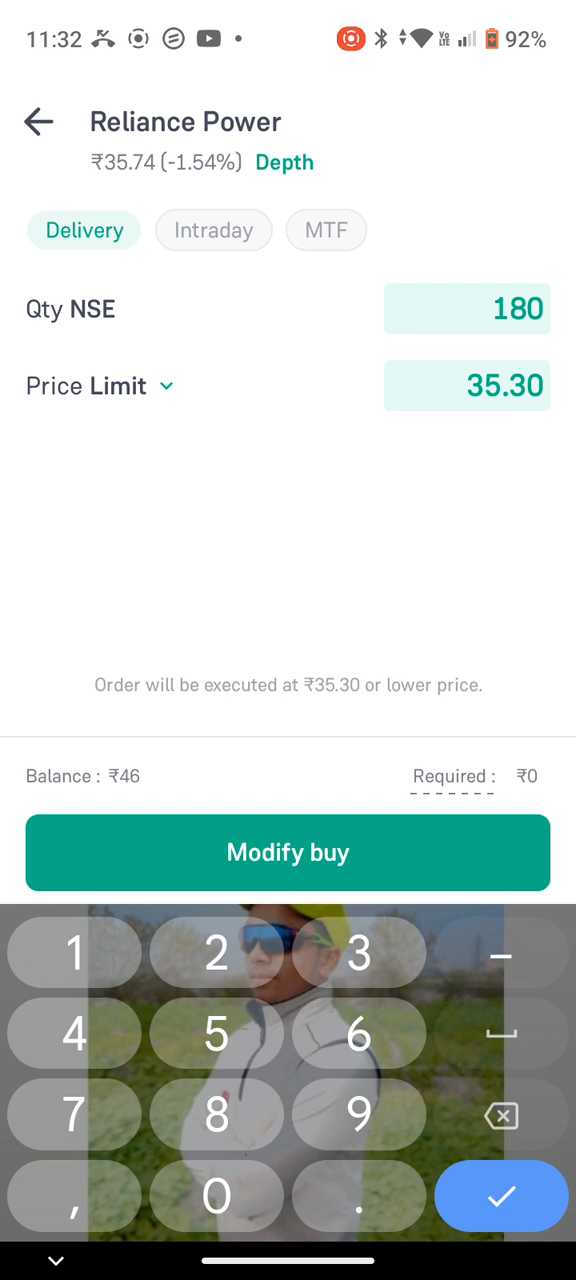 11:32 92%
Reliance Power
₹35.74 (-1.54%) Depth
Delivery Intraday MTF
Qty NSE 180
Price Limit 35.30
Order will be executed at ₹35.30 or lower price.
Balance : ₹46 Required : ₹0
Modify buy
1 2 3 –
4 5 6
7 8 9
, 0 .